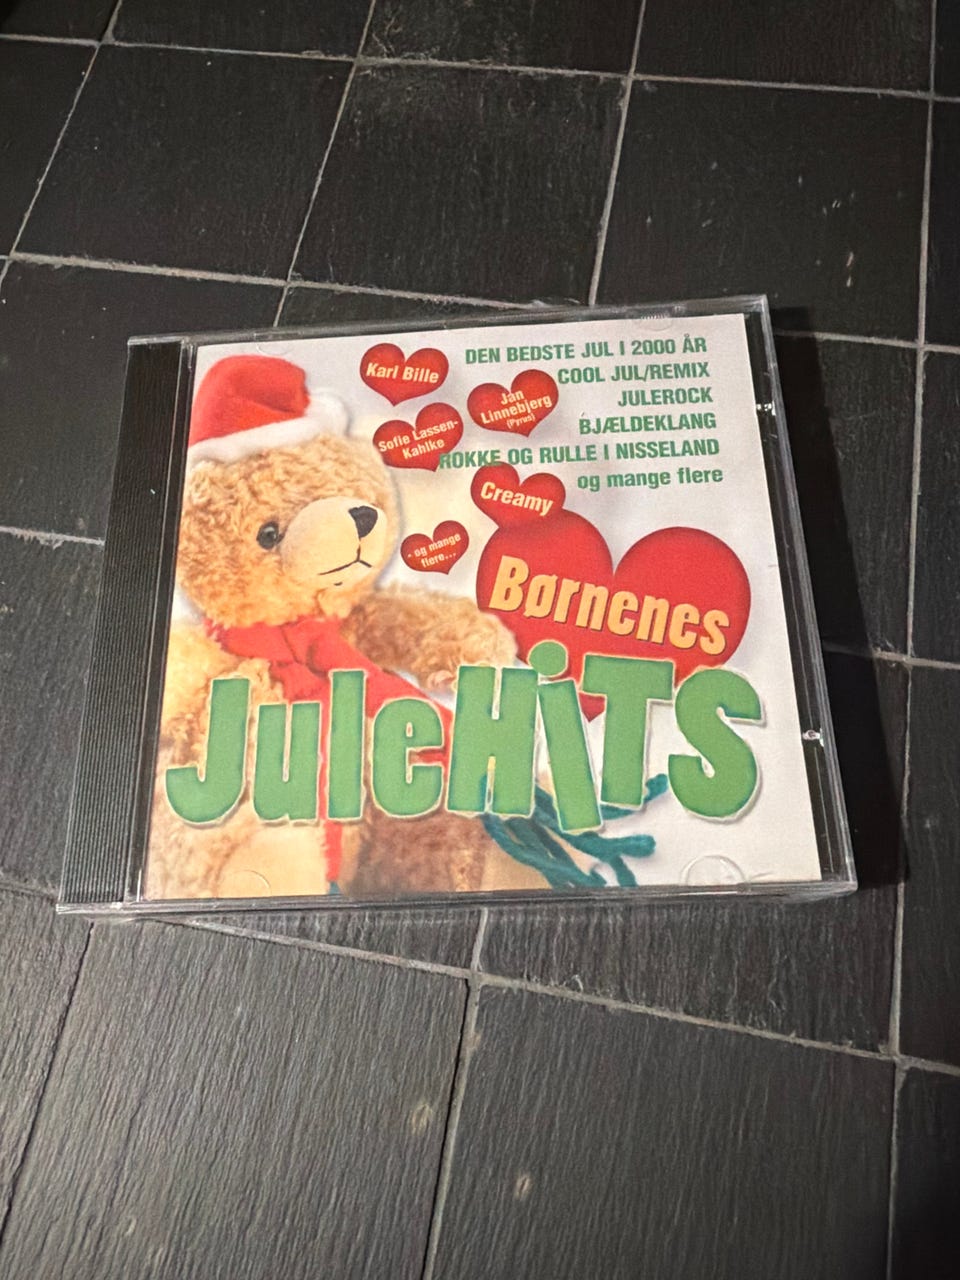 Karl Bille
Jan
Linnebjerg
(Pyrus)
Sofie Lassen-
Kahlke
Creamy
- og mange
flere...
DEN BEDSTE JUL I 2000 ÅR
COOL JUL/REMIX
JULEROCK
BJÆLDEKLANG
ROKKE OG RULLE I NISSELAND
og mange flere
Børnenes
JuleHiTS